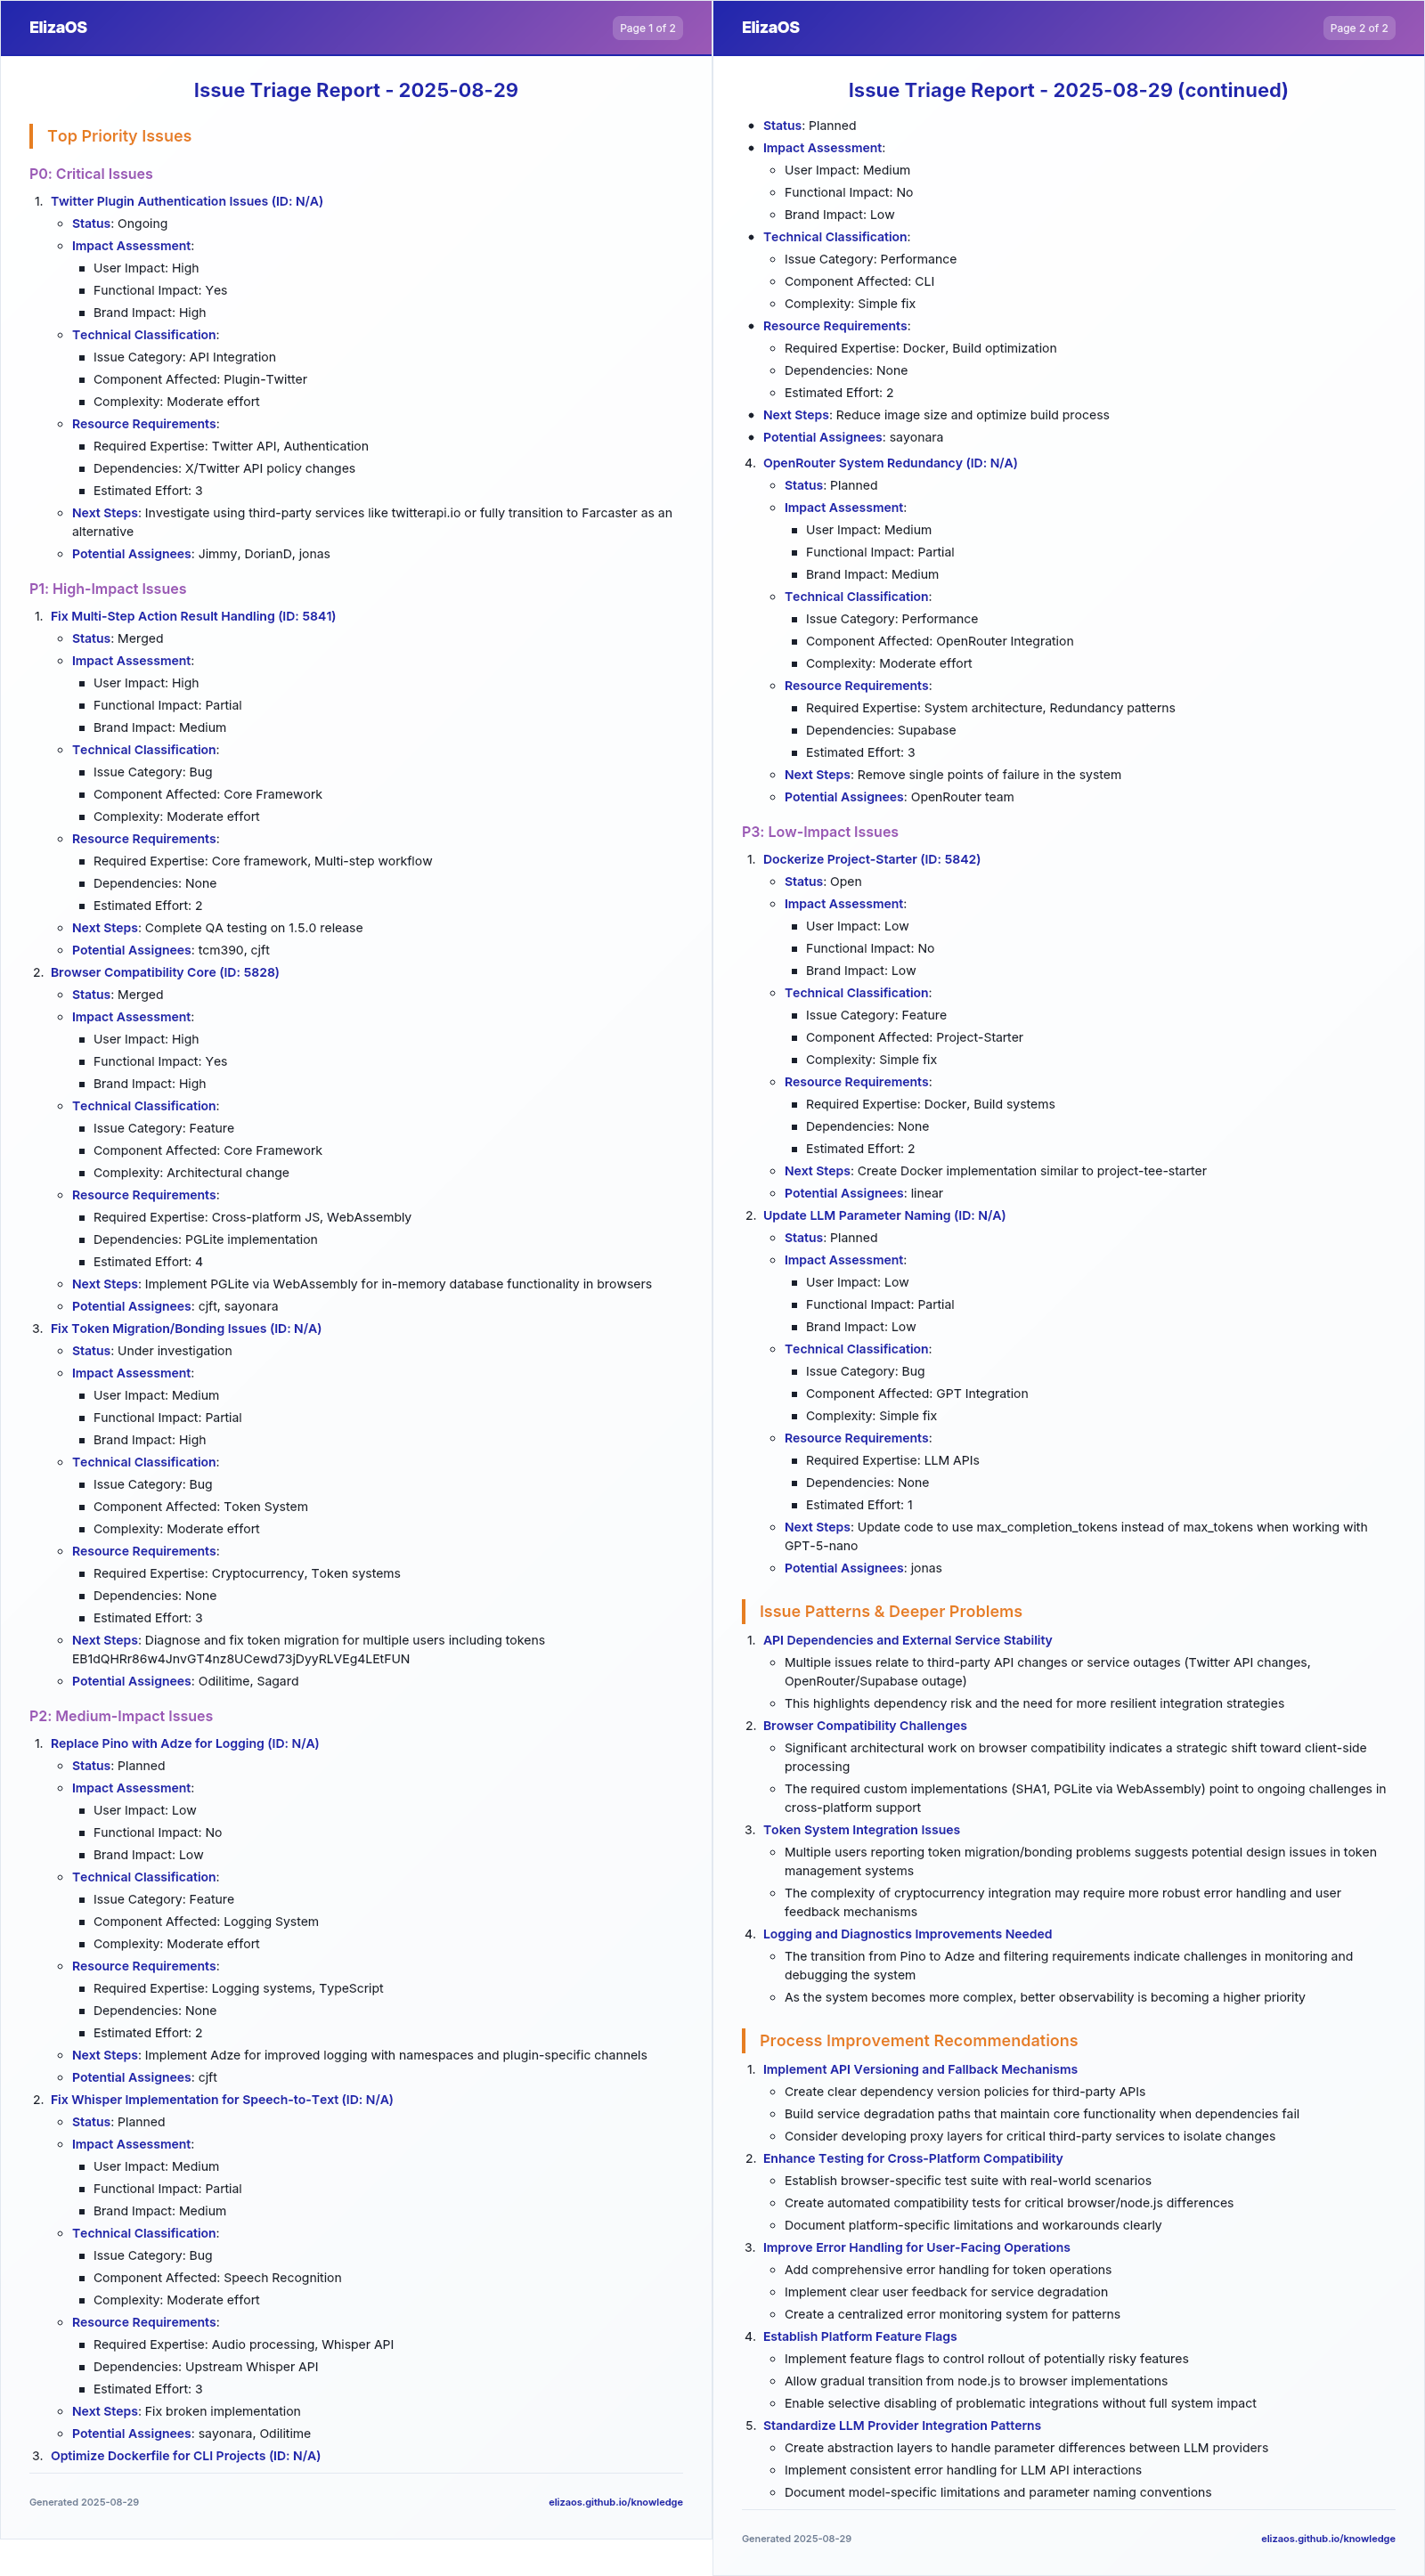 ElizaOS
Page 1 of 2
Issue Triage Report - 2025-08-29
Top Priority Issues
P0: Critical Issues
1. Twitter Plugin Authentication Issues (ID: N/A)
Status: Ongoing
Impact Assessment:
User Impact: High
Functional Impact: Yes
Brand Impact: High
Technical Classification:
Issue Category: API Integration
Component Affected: Plugin-Twitter
Complexity: Moderate effort
Resource Requirements:
Required Expertise: Twitter API, Authentication
Dependencies: X/Twitter API policy changes
Estimated Effort: 3
Next Steps: Investigate using third-party services like twitterapi.io or fully transition to Farcaster as an
alternative
Potential Assignees: Jimmy, DorianD, jonas
P1: High-Impact Issues
1. Fix Multi-Step Action Result Handling (ID: 5841)
Status: Merged
Impact Assessment:
User Impact: High
Functional Impact: Partial
Brand Impact: Medium
Technical Classification:
Issue Category: Bug
Component Affected: Core Framework
Complexity: Moderate effort
Resource Requirements:
Required Expertise: Core framework, Multi-step workflow
Dependencies: None
Estimated Effort: 2
Next Steps: Complete QA testing on 1.5.0 release
Potential Assignees: tcm390, cjft
2. Browser Compatibility Core (ID: 5828)
Status: Merged
Impact Assessment:
User Impact: High
Functional Impact: Yes
Brand Impact: High
Technical Classification:
Issue Category: Feature
Component Affected: Core Framework
Complexity: Architectural change
Resource Requirements:
Required Expertise: Cross-platform JS, WebAssembly
Dependencies: PGLite implementation
Estimated Effort: 4
Next Steps: Implement PGLite via WebAssembly for in-memory database functionality in browsers
Potential Assignees: cjft, sayonara
3. Fix Token Migration/Bonding Issues (ID: N/A)
Status: Under investigation
Impact Assessment:
User Impact: Medium
Functional Impact: Partial
Brand Impact: High
Technical Classification:
Issue Category: Bug
Component Affected: Token System
Complexity: Moderate effort
Resource Requirements:
Required Expertise: Cryptocurrency, Token systems
Dependencies: None
Estimated Effort: 3
Next Steps: Diagnose and fix token migration for multiple users including tokens
EB1dQHRr86w4JnvGT4nz8UCewd73jDyyRLVEg4LEtFUN
Potential Assignees: Odilitime, Sagard
P2: Medium-Impact Issues
1. Replace Pino with Adze for Logging (ID: N/A)
Status: Planned
Impact Assessment:
User Impact: Low
Functional Impact: No
Brand Impact: Low
Technical Classification:
Issue Category: Feature
Component Affected: Logging System
Complexity: Moderate effort
Resource Requirements:
Required Expertise: Logging systems, TypeScript
Dependencies: None
Estimated Effort: 2
Next Steps: Implement Adze for improved logging with namespaces and plugin-specific channels
Potential Assignees: cjft
2. Fix Whisper Implementation for Speech-to-Text (ID: N/A)
Status: Planned
Impact Assessment:
User Impact: Medium
Functional Impact: Partial
Brand Impact: Medium
Technical Classification:
Issue Category: Bug
Component Affected: Speech Recognition
Complexity: Moderate effort
Resource Requirements:
Required Expertise: Audio processing, Whisper API
Dependencies: Upstream Whisper API
Estimated Effort: 3
Next Steps: Fix broken implementation
Potential Assignees: sayonara, Odilitime
3. Optimize Dockerfile for CLI Projects (ID: N/A)
Generated 2025-08-29
elizaos.github.io/knowledge
ElizaOS
Page 2 of 2
Issue Triage Report - 2025-08-29 (continued)
Status: Planned
Impact Assessment:
User Impact: Medium
Functional Impact: No
Brand Impact: Low
Technical Classification:
Issue Category: Performance
Component Affected: CLI
Complexity: Simple fix
Resource Requirements:
Required Expertise: Docker, Build optimization
Dependencies: None
Estimated Effort: 2
Next Steps: Reduce image size and optimize build process
Potential Assignees: sayonara
4. OpenRouter System Redundancy (ID: N/A)
Status: Planned
Impact Assessment:
User Impact: Medium
Functional Impact: Partial
Brand Impact: Medium
Technical Classification:
Issue Category: Performance
Component Affected: OpenRouter Integration
Complexity: Moderate effort
Resource Requirements:
Required Expertise: System architecture, Redundancy patterns
Dependencies: Supabase
Estimated Effort: 3
Next Steps: Remove single points of failure in the system
Potential Assignees: OpenRouter team
P3: Low-Impact Issues
1. Dockerize Project-Starter (ID: 5842)
Status: Open
Impact Assessment:
User Impact: Low
Functional Impact: No
Brand Impact: Low
Technical Classification:
Issue Category: Feature
Component Affected: Project-Starter
Complexity: Simple fix
Resource Requirements:
Required Expertise: Docker, Build systems
Dependencies: None
Estimated Effort: 2
Next Steps: Create Docker implementation similar to project-tee-starter
Potential Assignees: linear
2. Update LLM Parameter Naming (ID: N/A)
Status: Planned
Impact Assessment:
User Impact: Low
Functional Impact: Partial
Brand Impact: Low
Technical Classification:
Issue Category: Bug
Component Affected: GPT Integration
Complexity: Simple fix
Resource Requirements:
Required Expertise: LLM APIs
Dependencies: None
Estimated Effort: 1
Next Steps: Update code to use max_completion_tokens instead of max_tokens when working with
GPT-5-nano
Potential Assignees: jonas
Issue Patterns & Deeper Problems
1. API Dependencies and External Service Stability
Multiple issues relate to third-party API changes or service outages (Twitter API changes,
OpenRouter/Supabase outage)
This highlights dependency risk and the need for more resilient integration strategies
2. Browser Compatibility Challenges
Significant architectural work on browser compatibility indicates a strategic shift toward client-side
processing
The required custom implementations (SHA1, PGLite via WebAssembly) point to ongoing challenges in
cross-platform support
3. Token System Integration Issues
Multiple users reporting token migration/bonding problems suggests potential design issues in token
management systems
The complexity of cryptocurrency integration may require more robust error handling and user
feedback mechanisms
4. Logging and Diagnostics Improvements Needed
The transition from Pino to Adze and filtering requirements indicate challenges in monitoring and
debugging the system
As the system becomes more complex, better observability is becoming a higher priority
Process Improvement Recommendations
1. Implement API Versioning and Fallback Mechanisms
Create clear dependency version policies for third-party APIs
Build service degradation paths that maintain core functionality when dependencies fail
Consider developing proxy layers for critical third-party services to isolate changes
2. Enhance Testing for Cross-Platform Compatibility
Establish browser-specific test suite with real-world scenarios
Create automated compatibility tests for critical browser/node.js differences
Document platform-specific limitations and workarounds clearly
3. Improve Error Handling for User-Facing Operations
Add comprehensive error handling for token operations
Implement clear user feedback for service degradation
Create a centralized error monitoring system for patterns
4. Establish Platform Feature Flags
Implement feature flags to control rollout of potentially risky features
Allow gradual transition from node.js to browser implementations
Enable selective disabling of problematic integrations without full system impact
5. Standardize LLM Provider Integration Patterns
Create abstraction layers to handle parameter differences between LLM providers
Implement consistent error handling for LLM API interactions
Document model-specific limitations and parameter naming conventions
Generated 2025-08-29
elizaos.github.io/knowledge